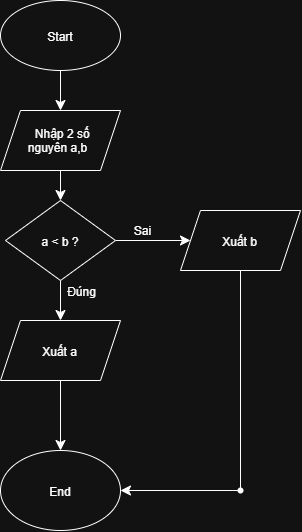 Start
Nhập 2 số
nguyên a,b
a < b ?
Sai
Xuất b
Đúng
Xuất a
End